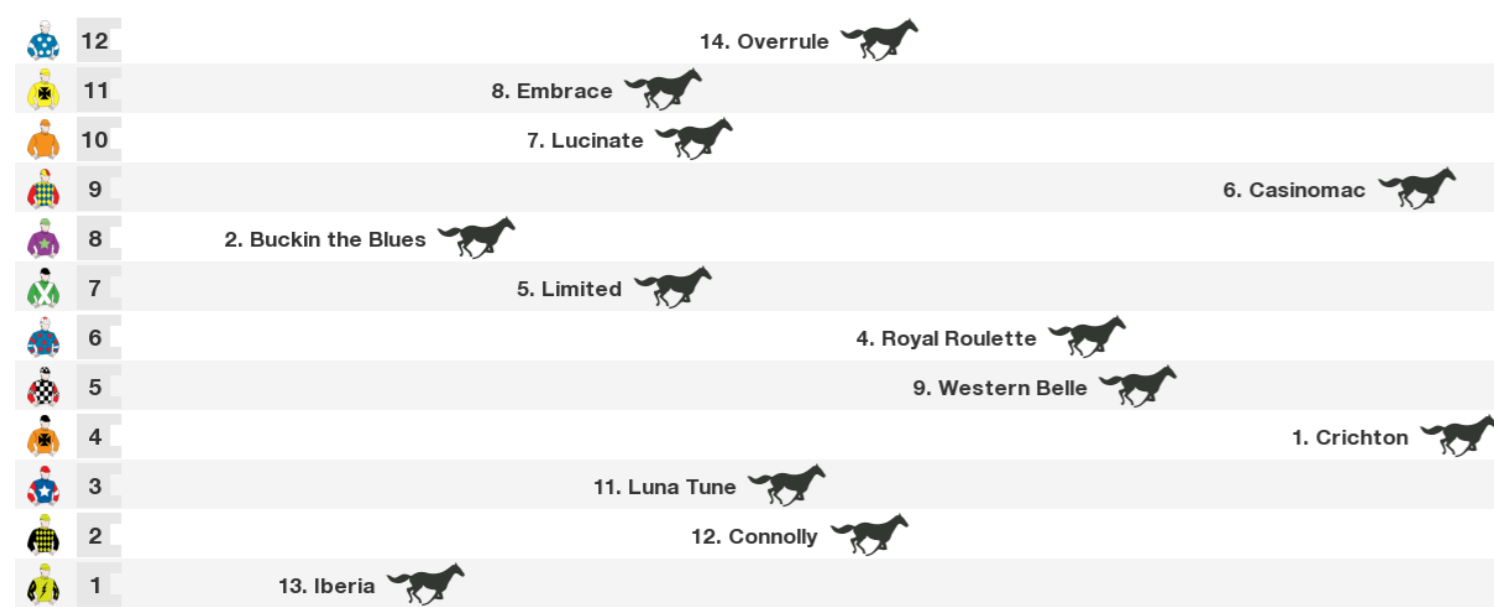 12 14. Overrule
11 8. Embrace
10 7. Lucinate
9 6. Casinomac
8 2. Buckin the Blues
7 5. Limited
6 4. Royal Roulette
5 9. Western Belle
4 1. Crichton
3 11. Luna Tune
2 12. Connolly
1 13. Iberia